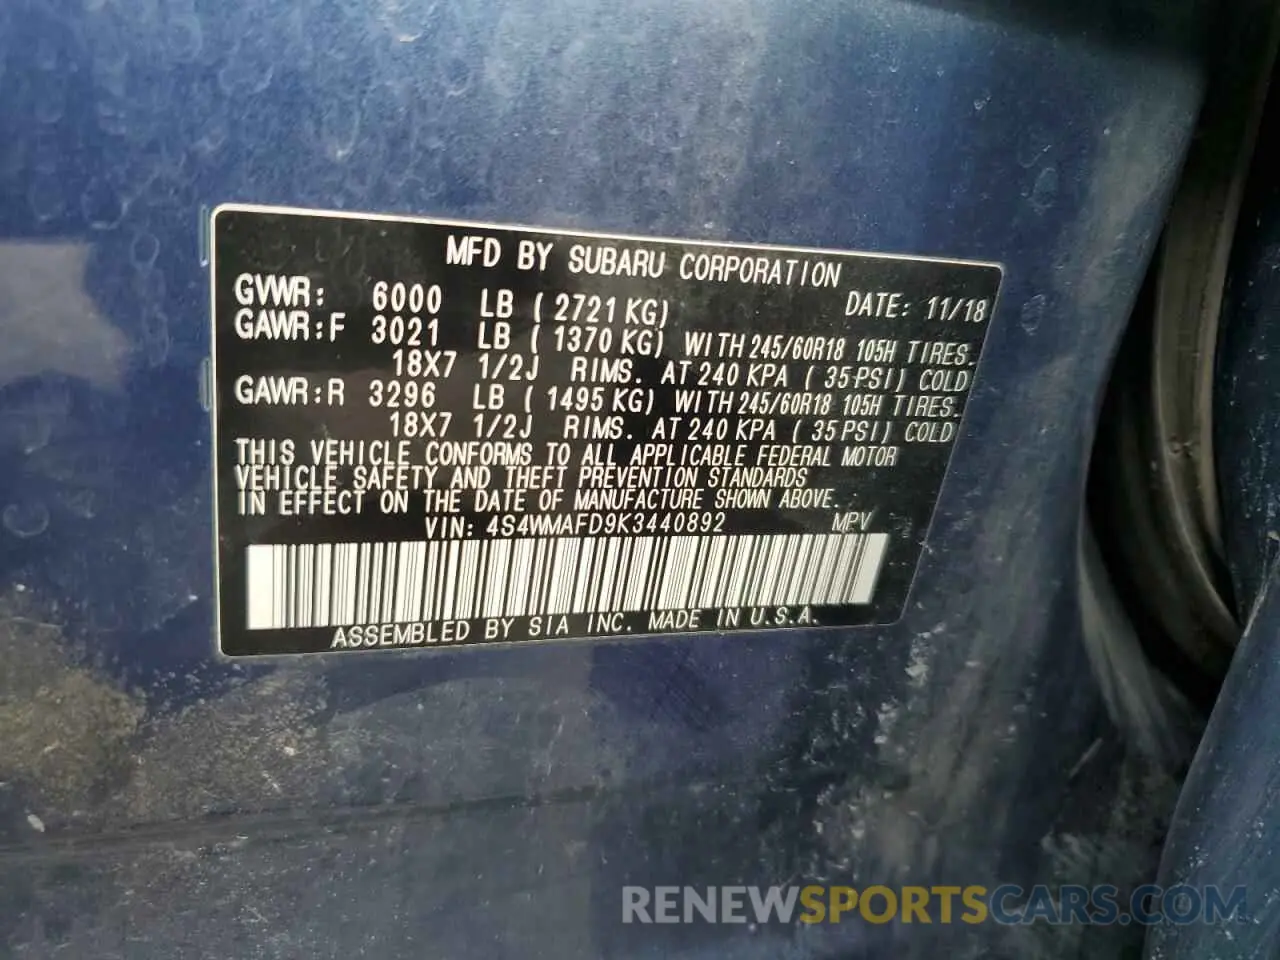 MFD BY SUBARU CORPORATION
GVWR: 6000 LB ( 2721 KG) DATE: 11/18
GAWR:F 3021 LB ( 1370 KG) WITH 245/60R18 105H TIRES.
18X7 1/2J RIMS. AT 240 KPA ( 35 PSI) COLD
GAWR:R 3296 LB ( 1495 KG) WITH 245/60R18 105H TIRES.
18X7 1/2J RIMS. AT 240 KPA ( 35 PSI) COLD
THIS VEHICLE CONFORMS TO ALL APPLICABLE FEDERAL MOTOR
VEHICLE SAFETY AND THEFT PREVENTION STANDARDS
IN EFFECT ON THE DATE OF MANUFACTURE SHOWN ABOVE.
VIN: 4S4WMAFD9K3440892 MPV
ASSEMBLED BY SIA INC. MADE IN U.S.A.
RENEWSPORTSCARS.COM